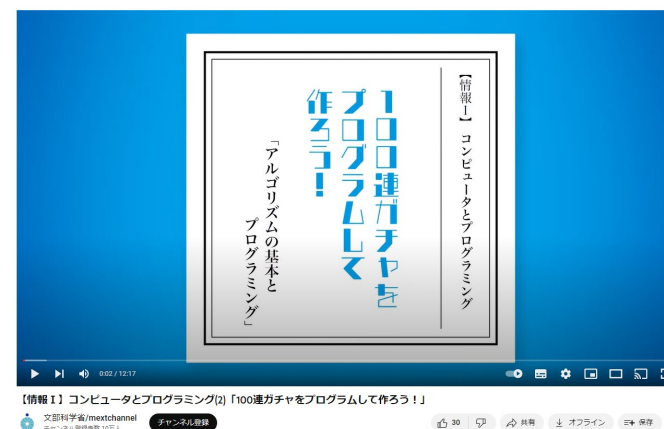 【情報Ⅰ】 コンピュータとプログラミング
100連ガチャを
プログラムして
作ろう!
「アルゴリズムの基本と
プログラミング」
0:02 / 12:17
【情報Ⅰ】コンピュータとプログラミング(2)「100連ガチャをプログラムして作ろう!」
文部科学省/mextchannel
チャンネル登録
30
共有
オフライン
保存